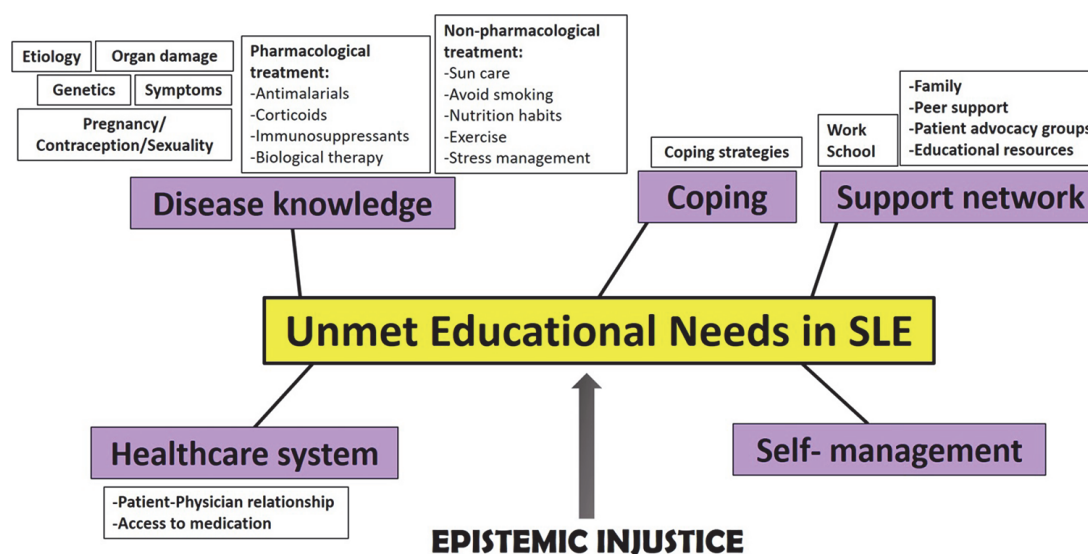 Etiology
Organ damage
Genetics
Symptoms
Pregnancy/
Contraception/Sexuality
Pharmacological
treatment:
-Antimalarials
-Corticoids
-Immunosuppressants
-Biological therapy
Non-pharmacological
treatment:
-Sun care
-Avoid smoking
-Nutrition habits
-Exercise
-Stress management
Disease knowledge
Coping strategies
Coping
Work
School
-Family
-Peer support
-Patient advocacy groups
-Educational resources
Support network
Unmet Educational Needs in SLE
Healthcare system
-Patient-Physician relationship
-Access to medication
Self- management
EPISTEMIC INJUSTICE